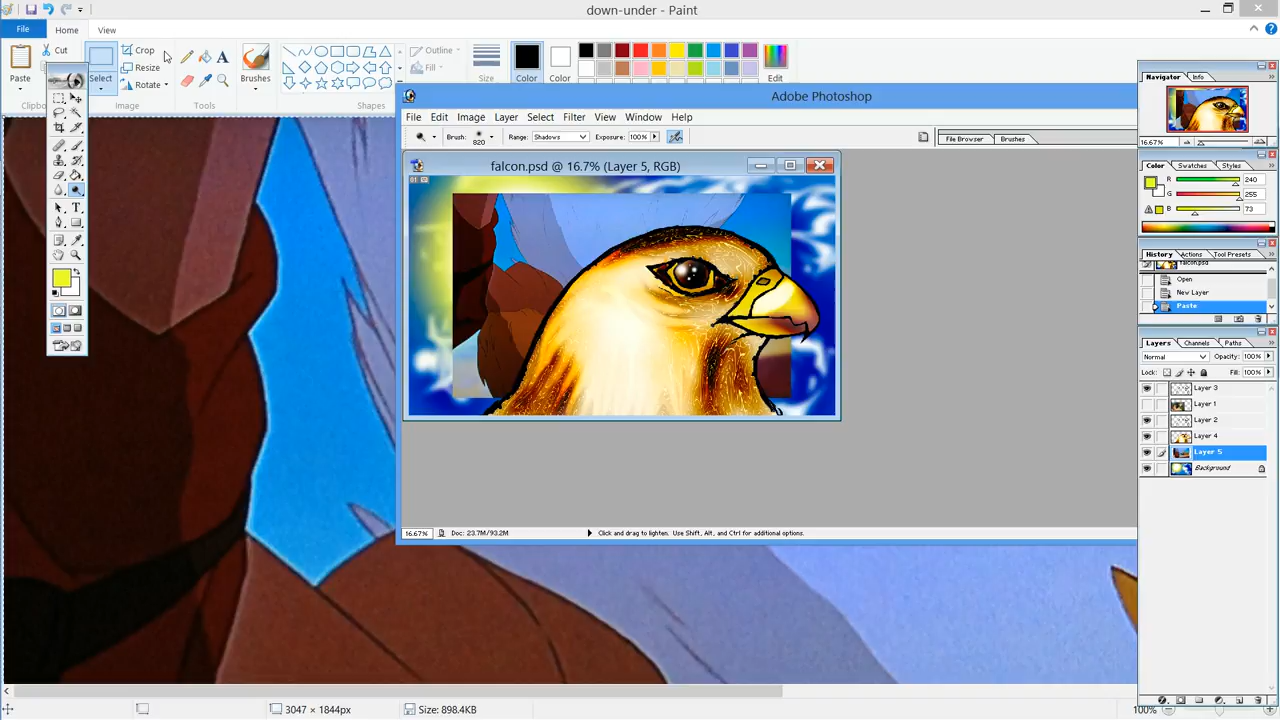 down-under - Paint
File
Home
View
Cut
Paste
Select
Crop
Resize
Rotate
Image
Tools
Brushes
Shapes
Outline
Fill
Size
Color
Color
Edit
Adobe Photoshop
File Edit Image Layer Select Filter View Window Help
Brush: 820 Range: Shadows Exposure: 100%
File Browser
Brushes
falcon.psd @ 16.7% (Layer 5, RGB)
16.67% Doc: 23.7M/93.2M Click and drag to lighten. Use Shift, Alt, and Ctrl for additional options.
Navigator
Info
16.67%
Color
Swatches
Styles
R 240
G 255
B 73
History
Actions
Tool Presets
falcon.psd
Open
New Layer
Paste
Layers
Channels
Paths
Normal
Opacity: 100%
Lock:
Fill: 100%
Layer 3
Layer 1
Layer 2
Layer 4
Layer 5
Background
3047 × 1844px
Size: 898.4KB
100%